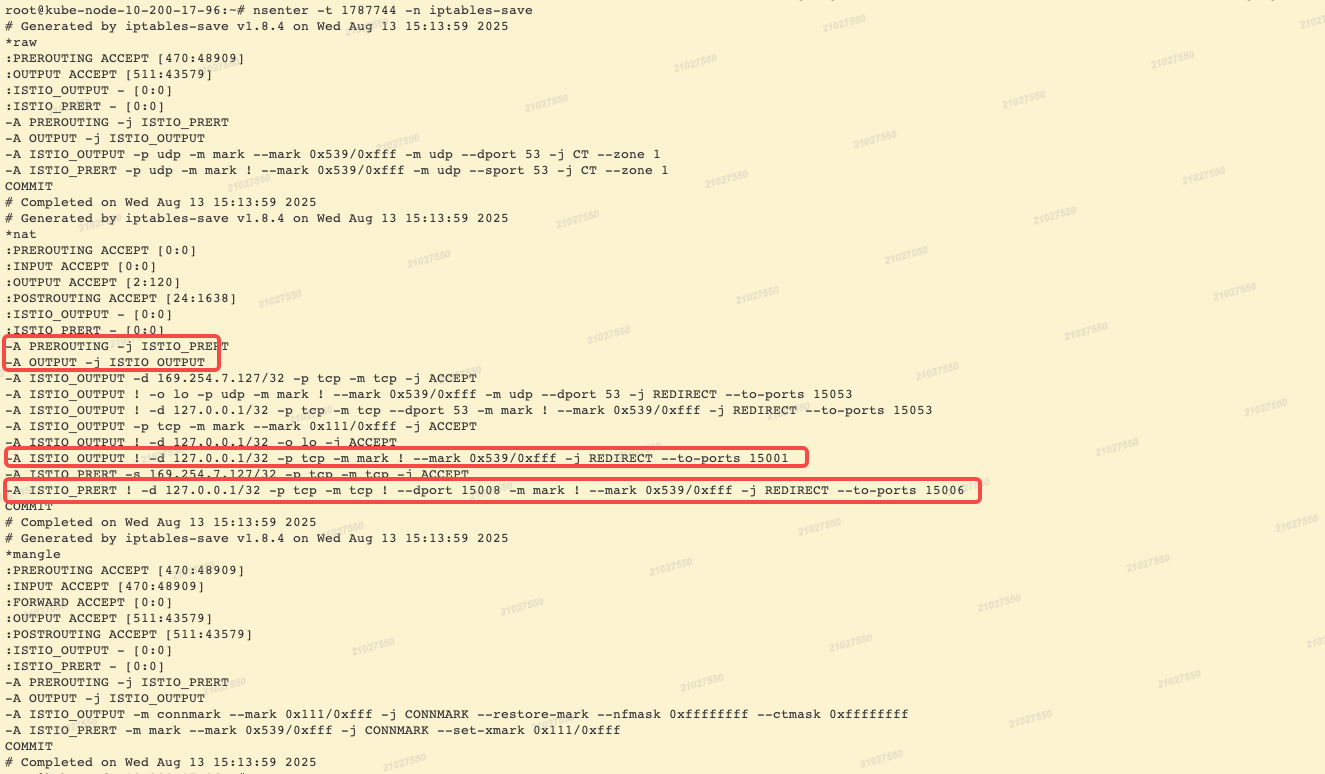 root@kube-node-10-200-17-96:~# nsenter -t 1787744 -n iptables-save
# Generated by iptables-save v1.8.4 on Wed Aug 13 15:13:59 2025
*raw
:PREROUTING ACCEPT [470:48909]
:OUTPUT ACCEPT [511:43579]
:ISTIO_OUTPUT - [0:0]
:ISTIO_PRERT - [0:0]
-A PREROUTING -j ISTIO_PRERT
-A OUTPUT -j ISTIO_OUTPUT
-A ISTIO_OUTPUT -p udp -m mark --mark 0x539/0xfff -m udp --dport 53 -j CT --zone 1
-A ISTIO_PRERT -p udp -m mark ! --mark 0x539/0xfff -m udp --sport 53 -j CT --zone 1
COMMIT
# Completed on Wed Aug 13 15:13:59 2025
# Generated by iptables-save v1.8.4 on Wed Aug 13 15:13:59 2025
*nat
:PREROUTING ACCEPT [0:0]
:INPUT ACCEPT [0:0]
:OUTPUT ACCEPT [2:120]
:POSTROUTING ACCEPT [24:1638]
:ISTIO_OUTPUT - [0:0]
:ISTIO_PRERT - [0:0]
-A PREROUTING -j ISTIO_PRERT
-A OUTPUT -j ISTIO_OUTPUT
-A ISTIO_OUTPUT -d 169.254.7.127/32 -p tcp -m tcp -j ACCEPT
-A ISTIO_OUTPUT ! -o lo -p udp -m mark ! --mark 0x539/0xfff -m udp --dport 53 -j REDIRECT --to-ports 15053
-A ISTIO_OUTPUT ! -d 127.0.0.1/32 -p tcp -m tcp --dport 53 -m mark ! --mark 0x539/0xfff -j REDIRECT --to-ports 15053
-A ISTIO_OUTPUT -p tcp -m mark --mark 0x111/0xfff -j ACCEPT
-A ISTIO_OUTPUT ! -d 127.0.0.1/32 -o lo -j ACCEPT
-A ISTIO_OUTPUT ! -d 127.0.0.1/32 -p tcp -m mark ! --mark 0x539/0xfff -j REDIRECT --to-ports 15001
-A ISTIO_PRERT -s 169.254.7.127/32 -p tcp -m tcp -j ACCEPT
-A ISTIO_PRERT ! -d 127.0.0.1/32 -p tcp -m tcp ! --dport 15008 -m mark ! --mark 0x539/0xfff -j REDIRECT --to-ports 15006
COMMIT
# Completed on Wed Aug 13 15:13:59 2025
# Generated by iptables-save v1.8.4 on Wed Aug 13 15:13:59 2025
*mangle
:PREROUTING ACCEPT [470:48909]
:INPUT ACCEPT [470:48909]
:FORWARD ACCEPT [0:0]
:OUTPUT ACCEPT [511:43579]
:POSTROUTING ACCEPT [511:43579]
:ISTIO_OUTPUT - [0:0]
:ISTIO_PRERT - [0:0]
-A PREROUTING -j ISTIO_PRERT
-A OUTPUT -j ISTIO_OUTPUT
-A ISTIO_OUTPUT -m connmark --mark 0x111/0xfff -j CONNMARK --restore-mark --nfmask 0xffffffff --ctmask 0xffffffff
-A ISTIO_PRERT -m mark --mark 0x539/0xfff -j CONNMARK --set-xmark 0x111/0xfff
COMMIT
# Completed on Wed Aug 13 15:13:59 2025